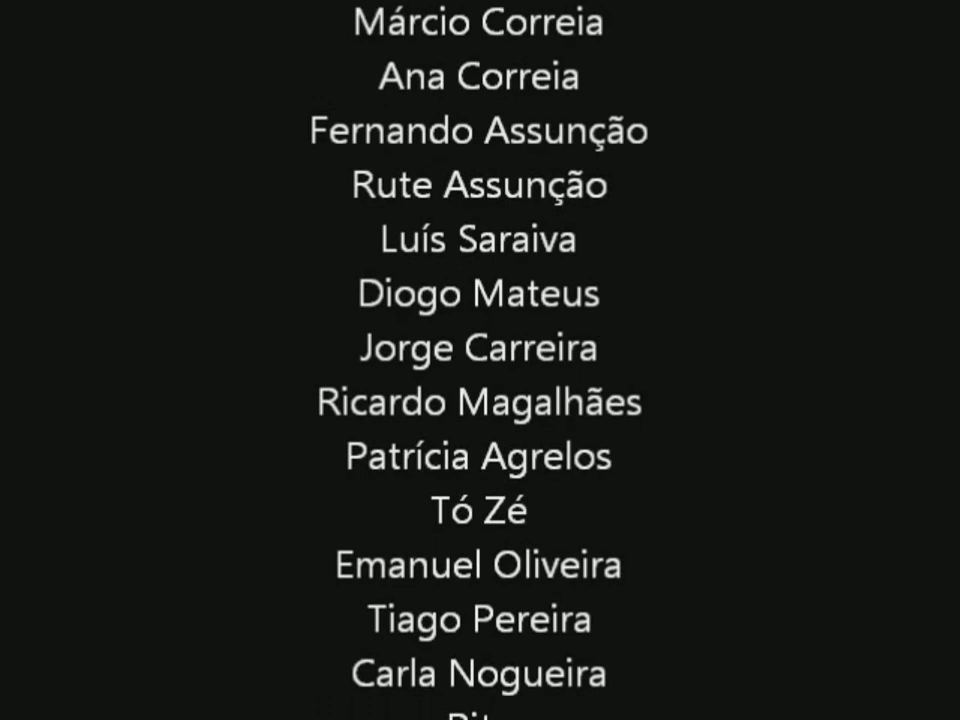 Márcio Correia
Ana Correia
Fernando Assunção
Rute Assunção
Luís Saraiva
Diogo Mateus
Jorge Carreira
Ricardo Magalhães
Patrícia Agrelos
Tó Zé
Emanuel Oliveira
Tiago Pereira
Carla Nogueira